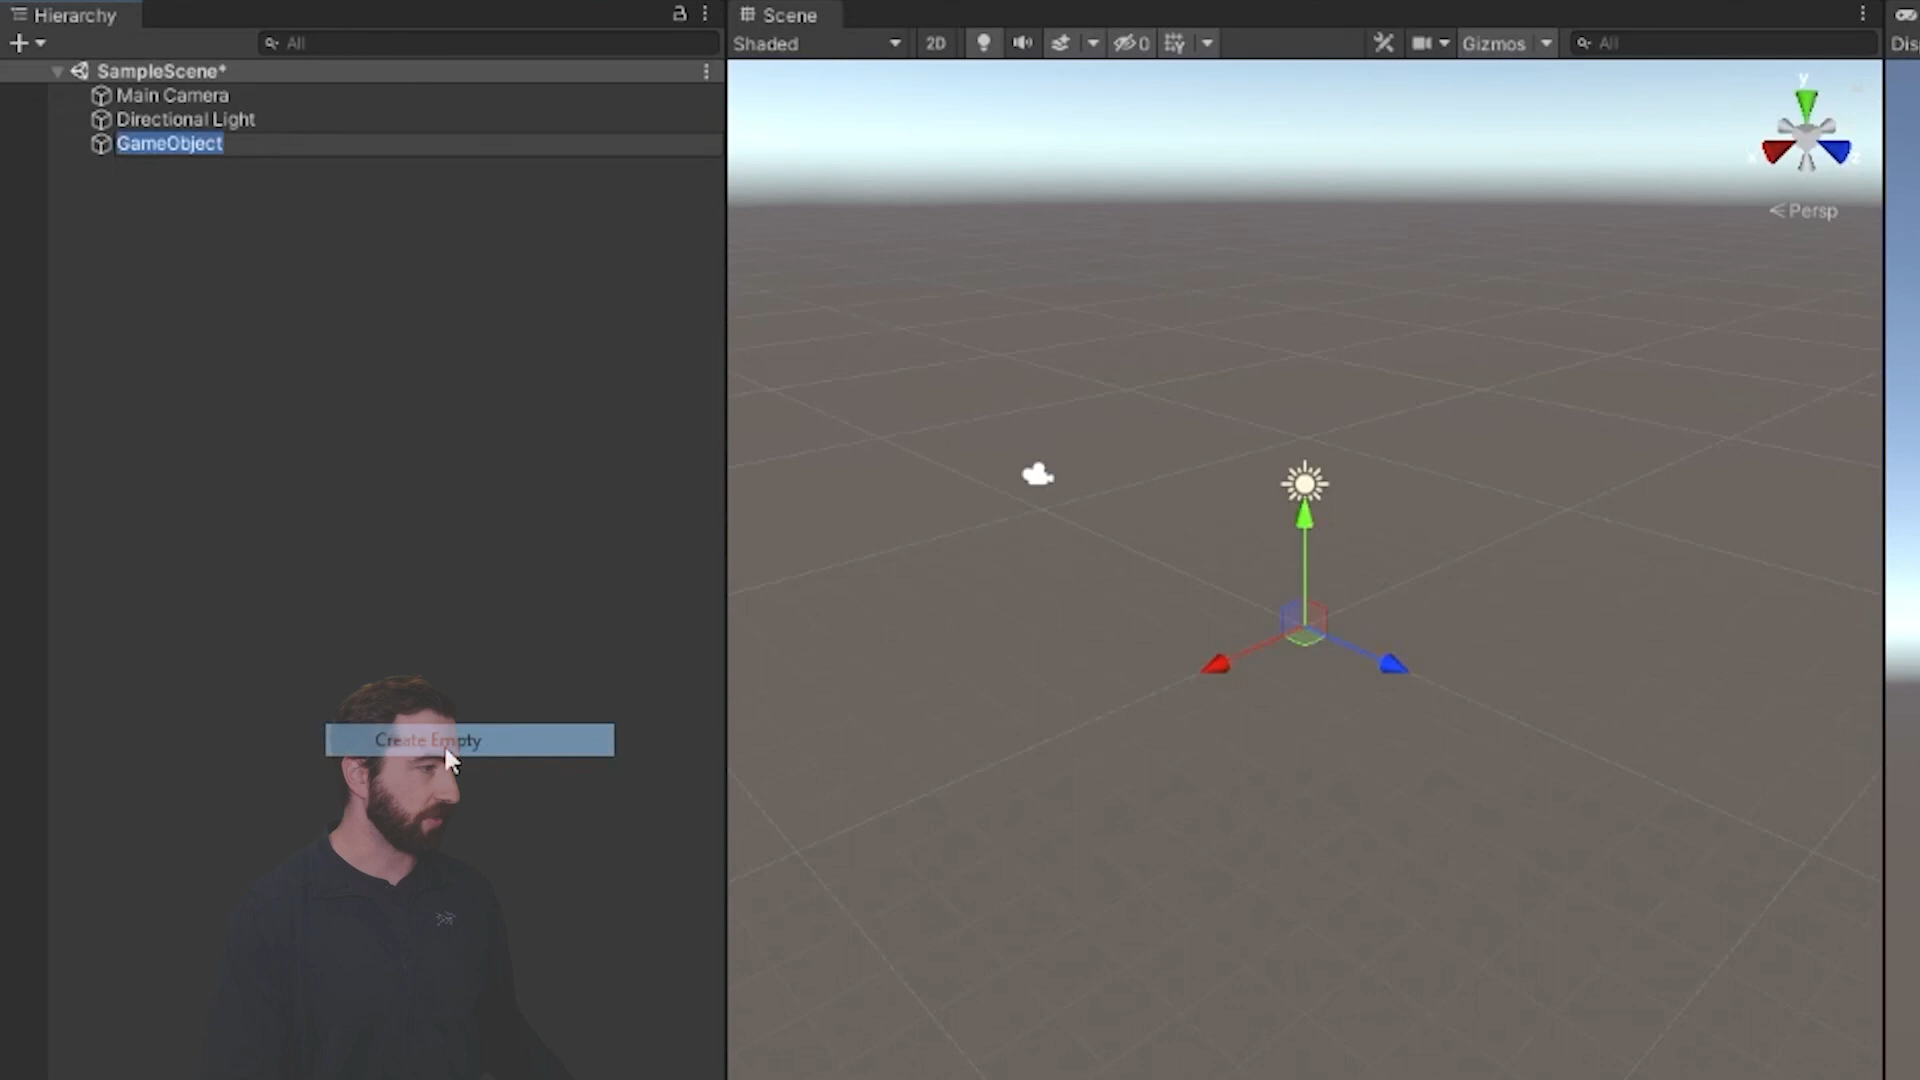 Hierarchy
All
SampleScene*
Main Camera
Directional Light
GameObject
Create Empty
Scene
Shaded
2D
0
Gizmos
All
y
x
z
Persp
Dis